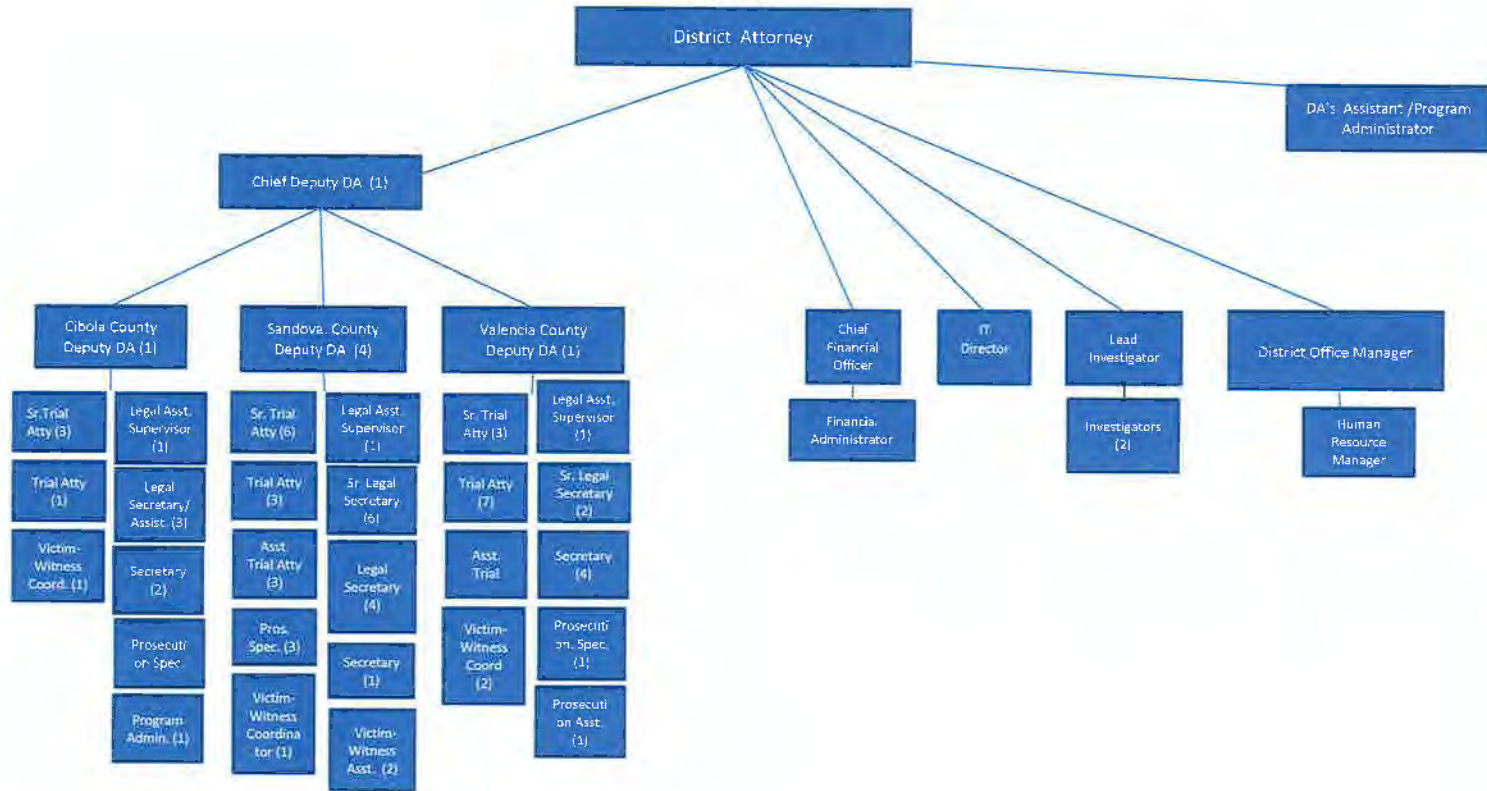 District Attorney
DA's Assistant /Program
Administrator
Chief Deputy DA (1)
Cibola County
Deputy DA (1)
Sandoval County
Deputy DA (4)
Valencia County
Deputy DA (1)
Chief
Financial
Officer
IT
Director
Lead
Investigator
District Office Manager
Financial
Administrator
Investigators
(2)
Human
Resource
Manager
Sr. Trial
Atty (3)
Trial Atty
(1)
Victim-
Witness
Coord. (1)
Legal Asst.
Supervisor
(1)
Legal
Secretary/
Assist. (3)
Secretary
(2)
Prosecuti
on Spec.
Program
Admin. (1)
Sr. Trial
Atty (6)
Trial Atty
(3)
Asst
Trial Atty
(3)
Pros.
Spec. (3)
Victim-
Witness
Coordina
tor (1)
Legal Asst.
Supervisor
(1)
Sr. Legal
Secretary
(6)
Legal
Secretary
(4)
Secretary
(1)
Victim-
Witness
Asst. (2)
Sr. Trial
Atty (3)
Trial Atty
(7)
Asst.
Trial
Victim-
Witness
Coord
(2)
Legal Asst.
Supervisor
(1)
Sr. Legal
Secretary
(2)
Secretary
(4)
Prosecuti
on. Spec.
(1)
Prosecuti
on Asst.
(1)